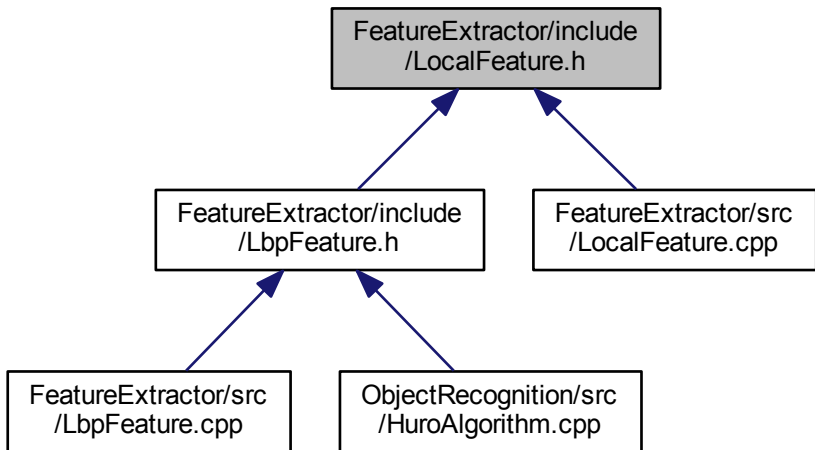 FeatureExtractor/include
/LocalFeature.h
FeatureExtractor/include
/LbpFeature.h
FeatureExtractor/src
/LocalFeature.cpp
FeatureExtractor/src
/LbpFeature.cpp
ObjectRecognition/src
/HuroAlgorithm.cpp